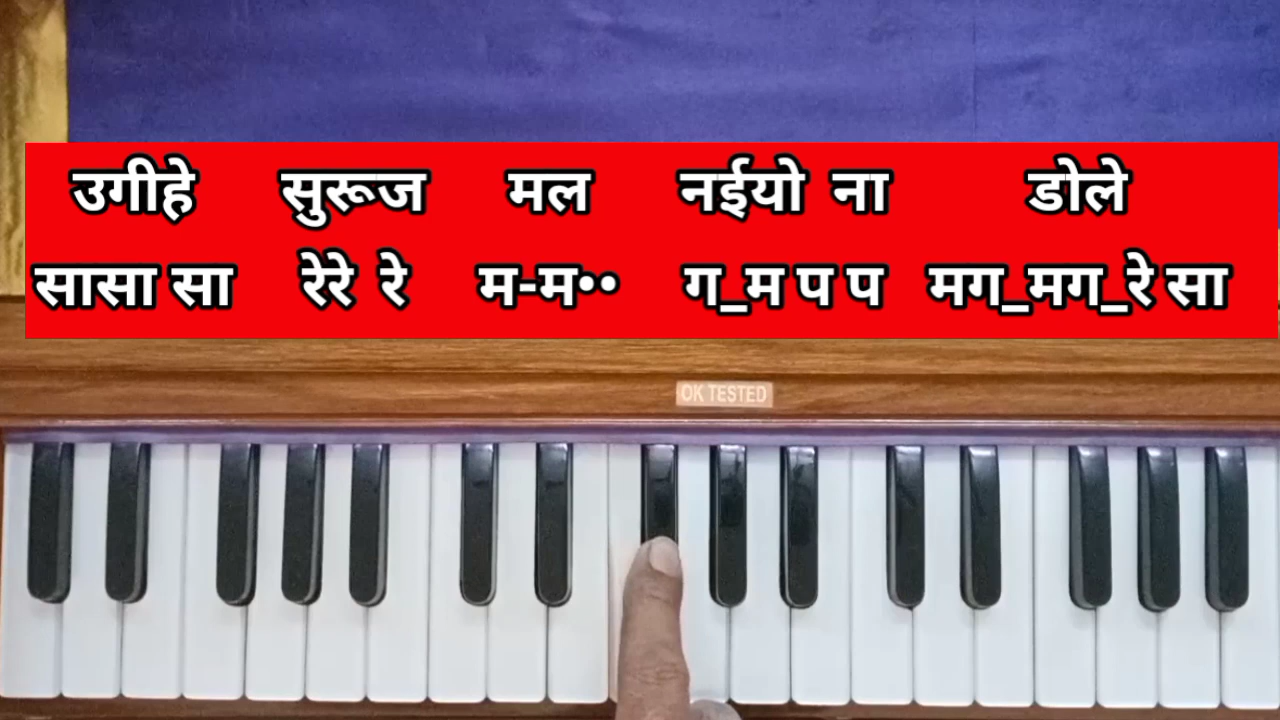 उगीहे सुरूज मल नईयो ना डोले
सासा सा रेरे रे म-म•• ग_म प प मग_मग_रे सा
OK TESTED